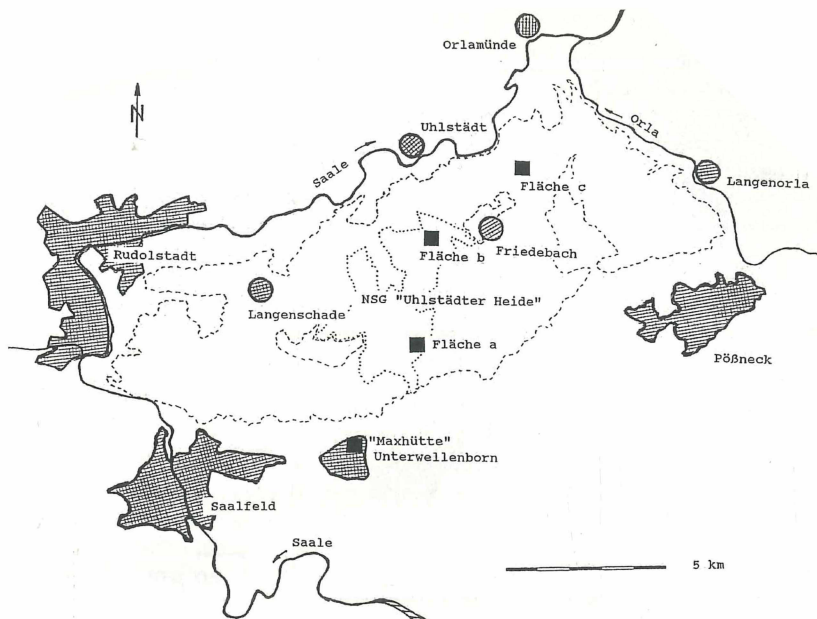 Orlamünde
N
Uhlstädt
Saale
Orla
Fläche c
Langenorla
Rudolstadt
Fläche b
Friedebach
NSG "Uhlstädter Heide"
Langenschade
Fläche a
Pößneck
"Maxhütte"
Unterwellenborn
Saalfeld
Saale
5 km